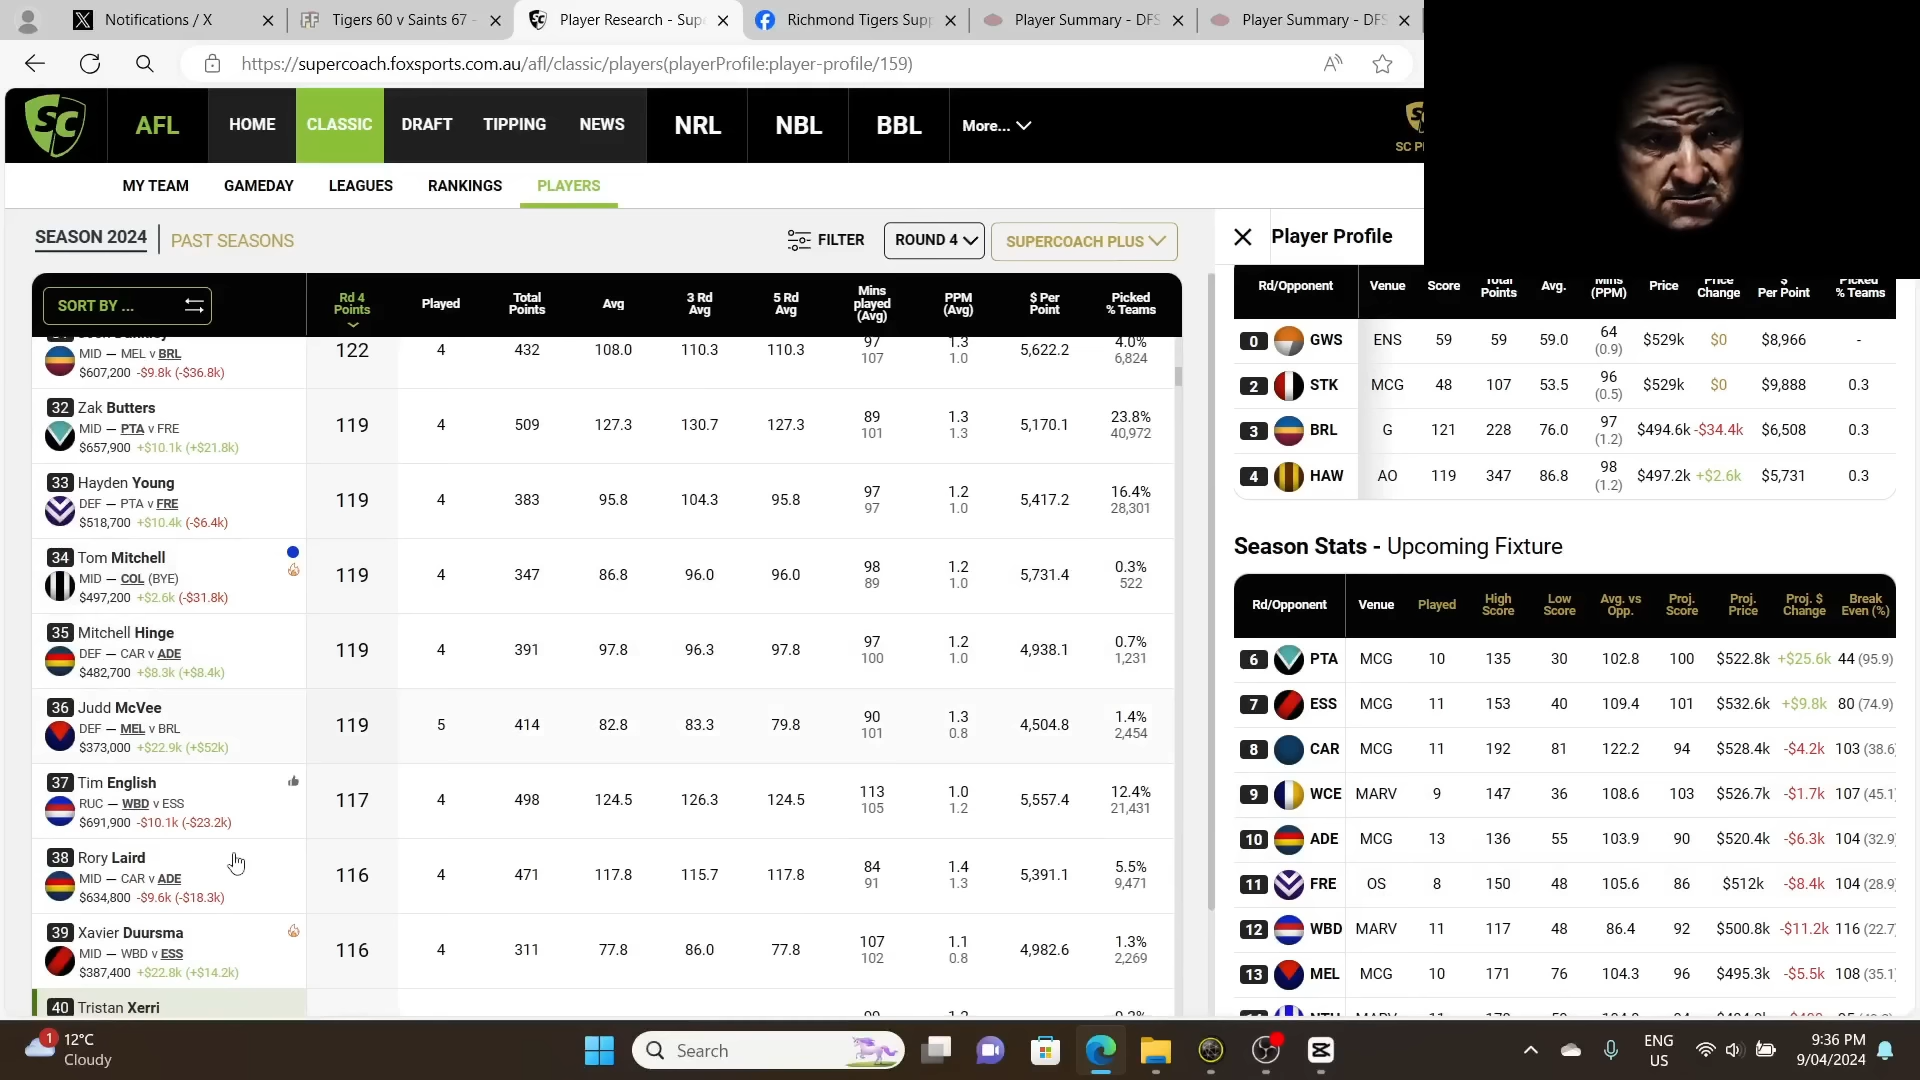 Notifications / X
Tigers 60 v Saints 67 -
Player Research - Sup
Richmond Tigers Supp
Player Summary - DFS
Player Summary - DFS
https://supercoach.foxsports.com.au/afl/classic/players(playerProfile:player-profile/159)
SC AFL HOME CLASSIC DRAFT TIPPING NEWS NRL NBL BBL More...
SC P
MY TEAM GAMEDAY LEAGUES RANKINGS PLAYERS
SEASON 2024 PAST SEASONS FILTER ROUND 4 SUPERCOACH PLUS
SORT BY ... Rd 4 Points Played Total Points Avg 3 Rd Avg 5 Rd Avg Mins played (Avg) PPM (Avg) $ Per Point Picked % Teams
MID — MEL v BRL 122 4 432 108.0 110.3 110.3 97 107 1.3 1.0 5,622.2 4.0% 6,824
$607,200 -$9.8k (-$36.8k)
32 Zak Butters
MID — PTA v FRE 119 4 509 127.3 130.7 127.3 89 101 1.3 1.3 5,170.1 23.8% 40,972
$657,900 +$10.1k (+$21.8k)
33 Hayden Young
DEF — PTA v FRE 119 4 383 95.8 104.3 95.8 97 97 1.2 1.0 5,417.2 16.4% 28,301
$518,700 +$10.4k (-$6.4k)
34 Tom Mitchell
MID — COL (BYE) 119 4 347 86.8 96.0 96.0 98 89 1.2 1.0 5,731.4 0.3% 522
$497,200 +$2.6k (-$31.8k)
35 Mitchell Hinge
DEF — CAR v ADE 119 4 391 97.8 96.3 97.8 97 100 1.2 1.0 4,938.1 0.7% 1,231
$482,700 +$8.3k (+$8.4k)
36 Judd McVee
DEF — MEL v BRL 119 5 414 82.8 83.3 79.8 90 101 1.3 0.8 4,504.8 1.4% 2,454
$373,000 +$22.9k (+$52k)
37 Tim English
RUC — WBD v ESS 117 4 498 124.5 126.3 124.5 113 105 1.0 1.2 5,557.4 12.4% 21,431
$691,900 -$10.1k (-$23.2k)
38 Rory Laird
MID — CAR v ADE 116 4 471 117.8 115.7 117.8 84 91 1.4 1.3 5,391.1 5.5% 9,471
$634,800 -$9.6k (-$18.3k)
39 Xavier Duursma
MID — WBD v ESS 116 4 311 77.8 86.0 77.8 107 102 1.1 0.8 4,982.6 1.3% 2,269
$387,400 +$22.8k (+$14.2k)
40 Tristan Xerri
Player Profile
Rd/Opponent Venue Score Total Points Avg. Mins (PPM) Price Price Change $ Per Point Picked % Teams
0 GWS ENS 59 59 59.0 64 (0.9) $529k $0 $8,966 -
2 STK MCG 48 107 53.5 96 (0.5) $529k $0 $9,888 0.3
3 BRL G 121 228 76.0 97 (1.2) $494.6k -$34.4k $6,508 0.3
4 HAW AO 119 347 86.8 98 (1.2) $497.2k +$2.6k $5,731 0.3
Season Stats - Upcoming Fixture
Rd/Opponent Venue Played High Score Low Score Avg. vs Opp. Proj. Score Proj. Price Proj. $ Change Break Even (%)
6 PTA MCG 10 135 30 102.8 100 $522.8k +$25.6k 44 (95.9)
7 ESS MCG 11 153 40 109.4 101 $532.6k +$9.8k 80 (74.9)
8 CAR MCG 11 192 81 122.2 94 $528.4k -$4.2k 103 (38.6
9 WCE MARV 9 147 36 108.6 103 $526.7k -$1.7k 107 (45.1
10 ADE MCG 13 136 55 103.9 90 $520.4k -$6.3k 104 (32.9
11 FRE OS 8 150 48 105.6 86 $512k -$8.4k 104 (28.9
12 WBD MARV 11 117 48 86.4 92 $500.8k -$11.2k 116 (22.7
13 MEL MCG 10 171 76 104.3 96 $495.3k -$5.5k 108 (35.1
1 12°C
Cloudy
Search
ENG
US
9:36 PM
9/04/2024